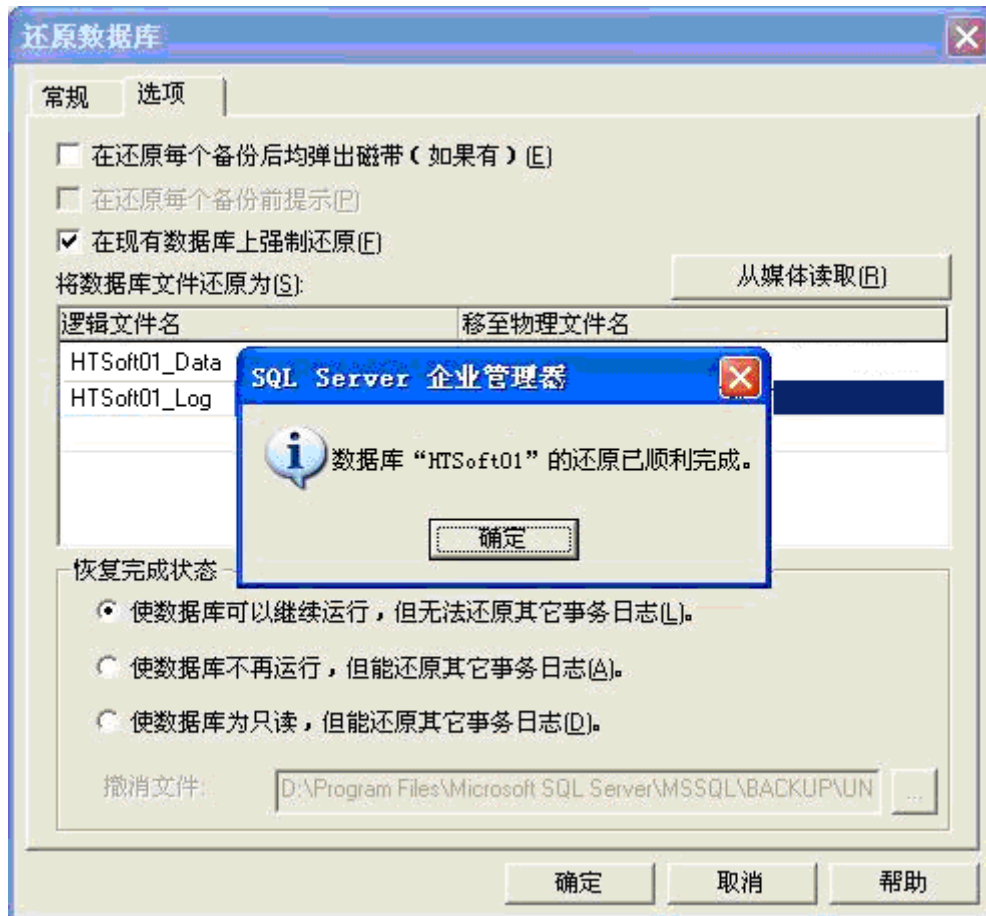 还原数据库
常规 选项
在还原每个备份后均弹出磁带(如果有)(E)
在还原每个备份前提示(P)
在现有数据库上强制还原(F)
将数据库文件还原为(S):
从媒体读取(R)
逻辑文件名 移至物理文件名
HTSoft01_Data
HTSoft01_Log
SQL Server 企业管理器
数据库“HTSoft01”的还原已顺利完成。
确定
恢复完成状态
使数据库可以继续运行,但无法还原其它事务日志(L)。
使数据库不再运行,但能还原其它事务日志(A)。
使数据库为只读,但能还原其它事务日志(D)。
撤消文件: D:\Program Files\Microsoft SQL Server\MSSQL\BACKUP\UN ...
确定 取消 帮助